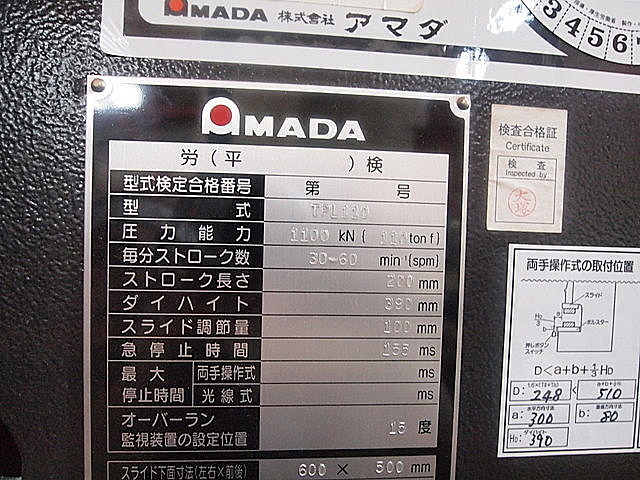 AMADA 株式会社 アマダ
3 4 5 6
AMADA
労(平 )検
型式検定合格番号 第 号
型 式 TPL110
圧力能力 1100 kN ( 110 ton f)
毎分ストローク数 30~60 min⁻¹(spm)
ストローク長さ 200 mm
ダイハイト 390 mm
スライド調節量 100 mm
急停止時間 155 ms
最大停止時間 両手操作式 ms
光線式 ms
オーバーラン
監視装置の設定位置 15 度
スライド下面寸法(左右×前後) 600 × 500 mm
検査合格証
Certificate
検 査
Inspected by
大塚
両手操作式の取付位置
スライド
ボルスター
押しボタン
スイッチ
D<a+b+⅓HD
D: 248 < 510
a: 300 b: 80
HD: 390